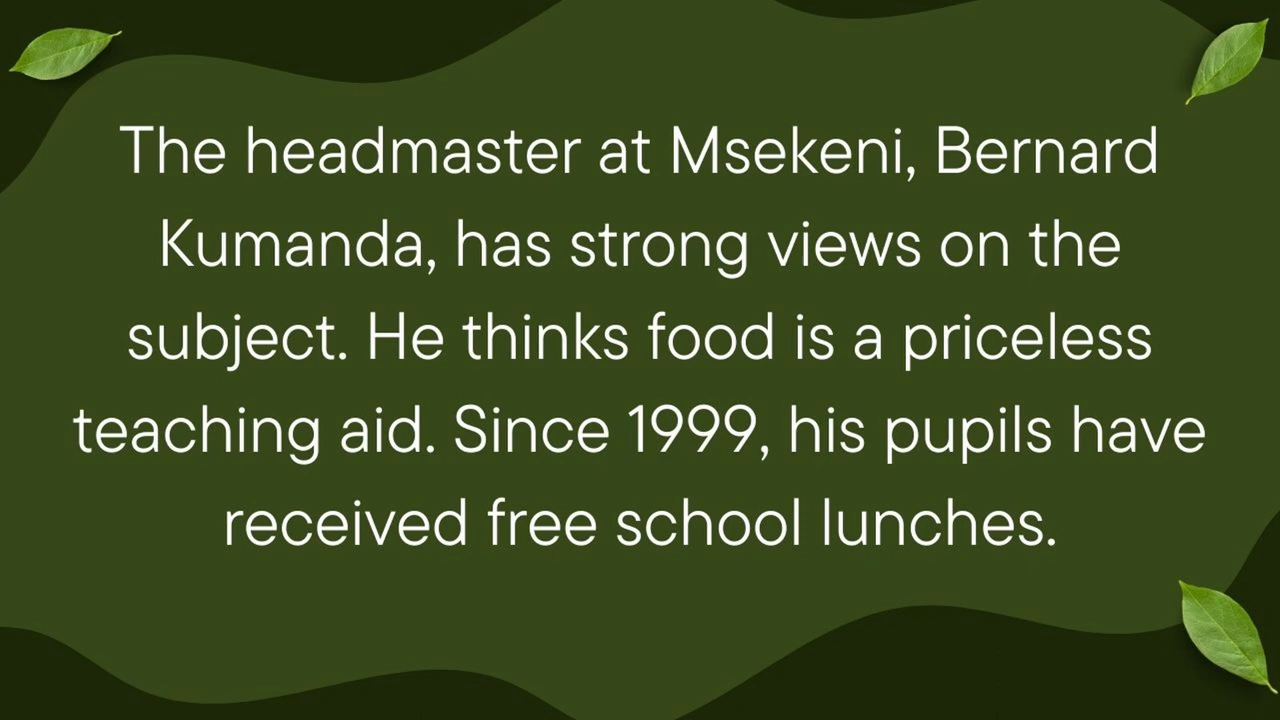 The headmaster at Msekeni, Bernard
Kumanda, has strong views on the
subject. He thinks food is a priceless
teaching aid. Since 1999, his pupils have
received free school lunches.